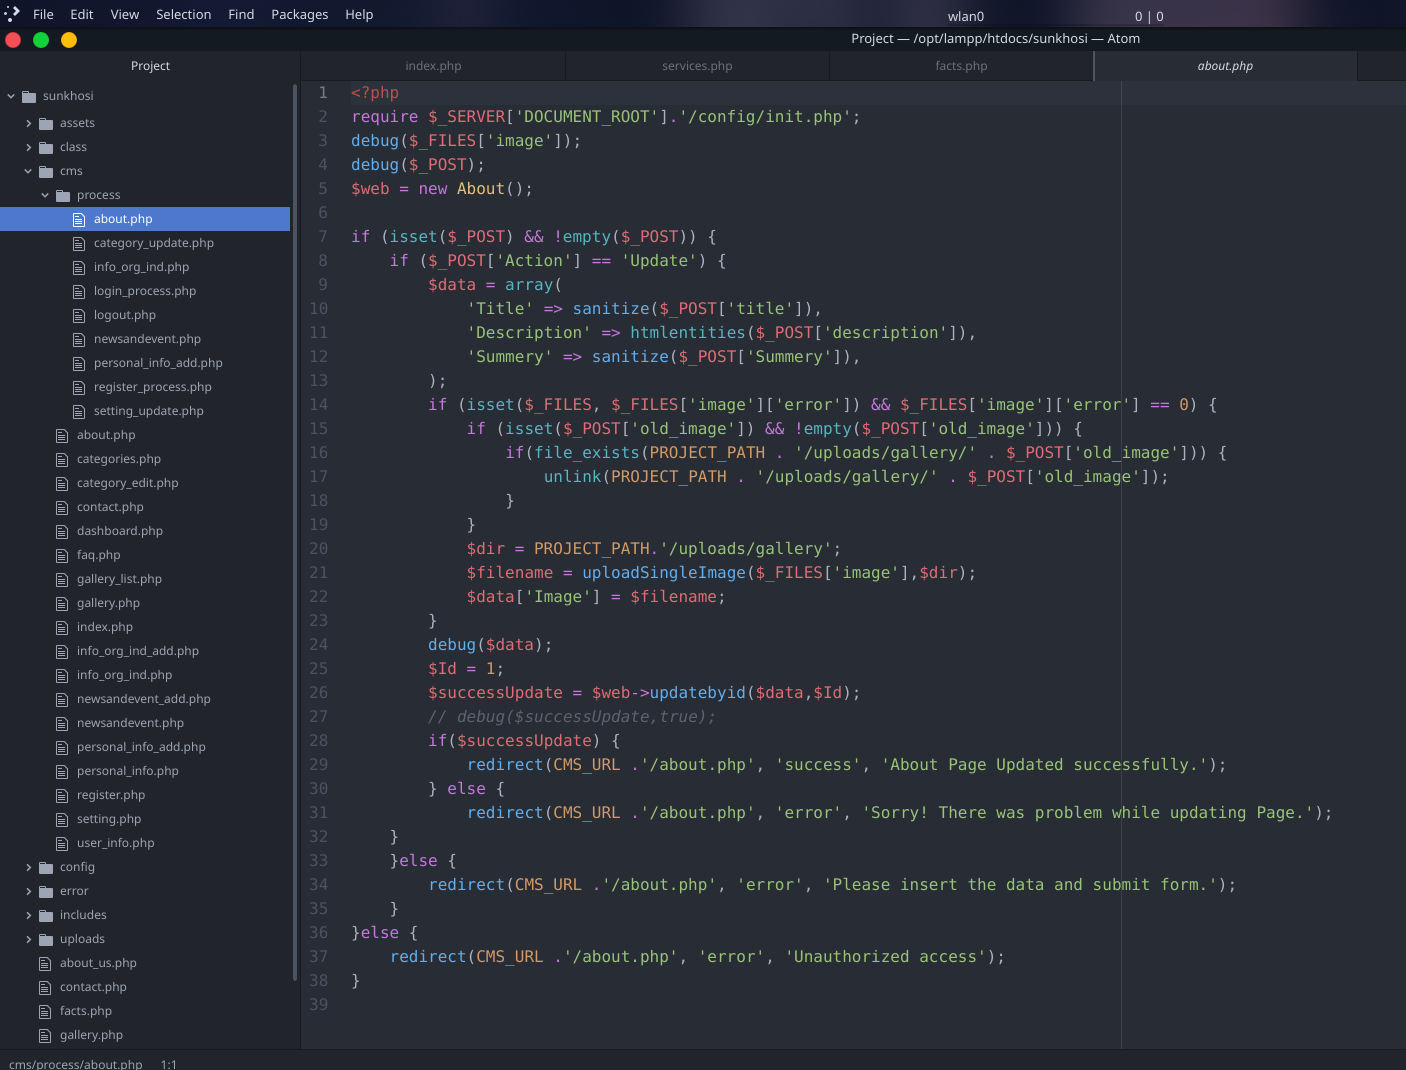 File Edit View Selection Find Packages Help
wlan0
0 | 0
Project — /opt/lampp/htdocs/sunkhosi — Atom
Project
sunkhosi
assets
class
cms
process
about.php
category_update.php
info_org_ind.php
login_process.php
logout.php
newsandevent.php
personal_info_add.php
register_process.php
setting_update.php
about.php
categories.php
category_edit.php
contact.php
dashboard.php
faq.php
gallery_list.php
gallery.php
index.php
info_org_ind_add.php
info_org_ind.php
newsandevent_add.php
newsandevent.php
personal_info_add.php
personal_info.php
register.php
setting.php
user_info.php
config
error
includes
uploads
about_us.php
contact.php
facts.php
gallery.php
index.php services.php facts.php about.php
1 <?php
2 require $_SERVER['DOCUMENT_ROOT'].'/config/init.php';
3 debug($_FILES['image']);
4 debug($_POST);
5 $web = new About();
6
7 if (isset($_POST) && !empty($_POST)) {
8     if ($_POST['Action'] == 'Update') {
9         $data = array(
10             'Title' => sanitize($_POST['title']),
11             'Description' => htmlentities($_POST['description']),
12             'Summery' => sanitize($_POST['Summery']),
13         );
14         if (isset($_FILES, $_FILES['image']['error']) && $_FILES['image']['error'] == 0) {
15             if (isset($_POST['old_image']) && !empty($_POST['old_image'])) {
16                 if(file_exists(PROJECT_PATH . '/uploads/gallery/' . $_POST['old_image'])) {
17                     unlink(PROJECT_PATH . '/uploads/gallery/' . $_POST['old_image']);
18                 }
19             }
20             $dir = PROJECT_PATH.'/uploads/gallery';
21             $filename = uploadSingleImage($_FILES['image'],$dir);
22             $data['Image'] = $filename;
23         }
24         debug($data);
25         $Id = 1;
26         $successUpdate = $web->updatebyid($data,$Id);
27         // debug($successUpdate,true);
28         if($successUpdate) {
29             redirect(CMS_URL .'/about.php', 'success', 'About Page Updated successfully.');
30         } else {
31             redirect(CMS_URL .'/about.php', 'error', 'Sorry! There was problem while updating Page.');
32     }
33     }else {
34         redirect(CMS_URL .'/about.php', 'error', 'Please insert the data and submit form.');
35     }
36 }else {
37     redirect(CMS_URL .'/about.php', 'error', 'Unauthorized access');
38 }
39
cms/process/about.php 1:1